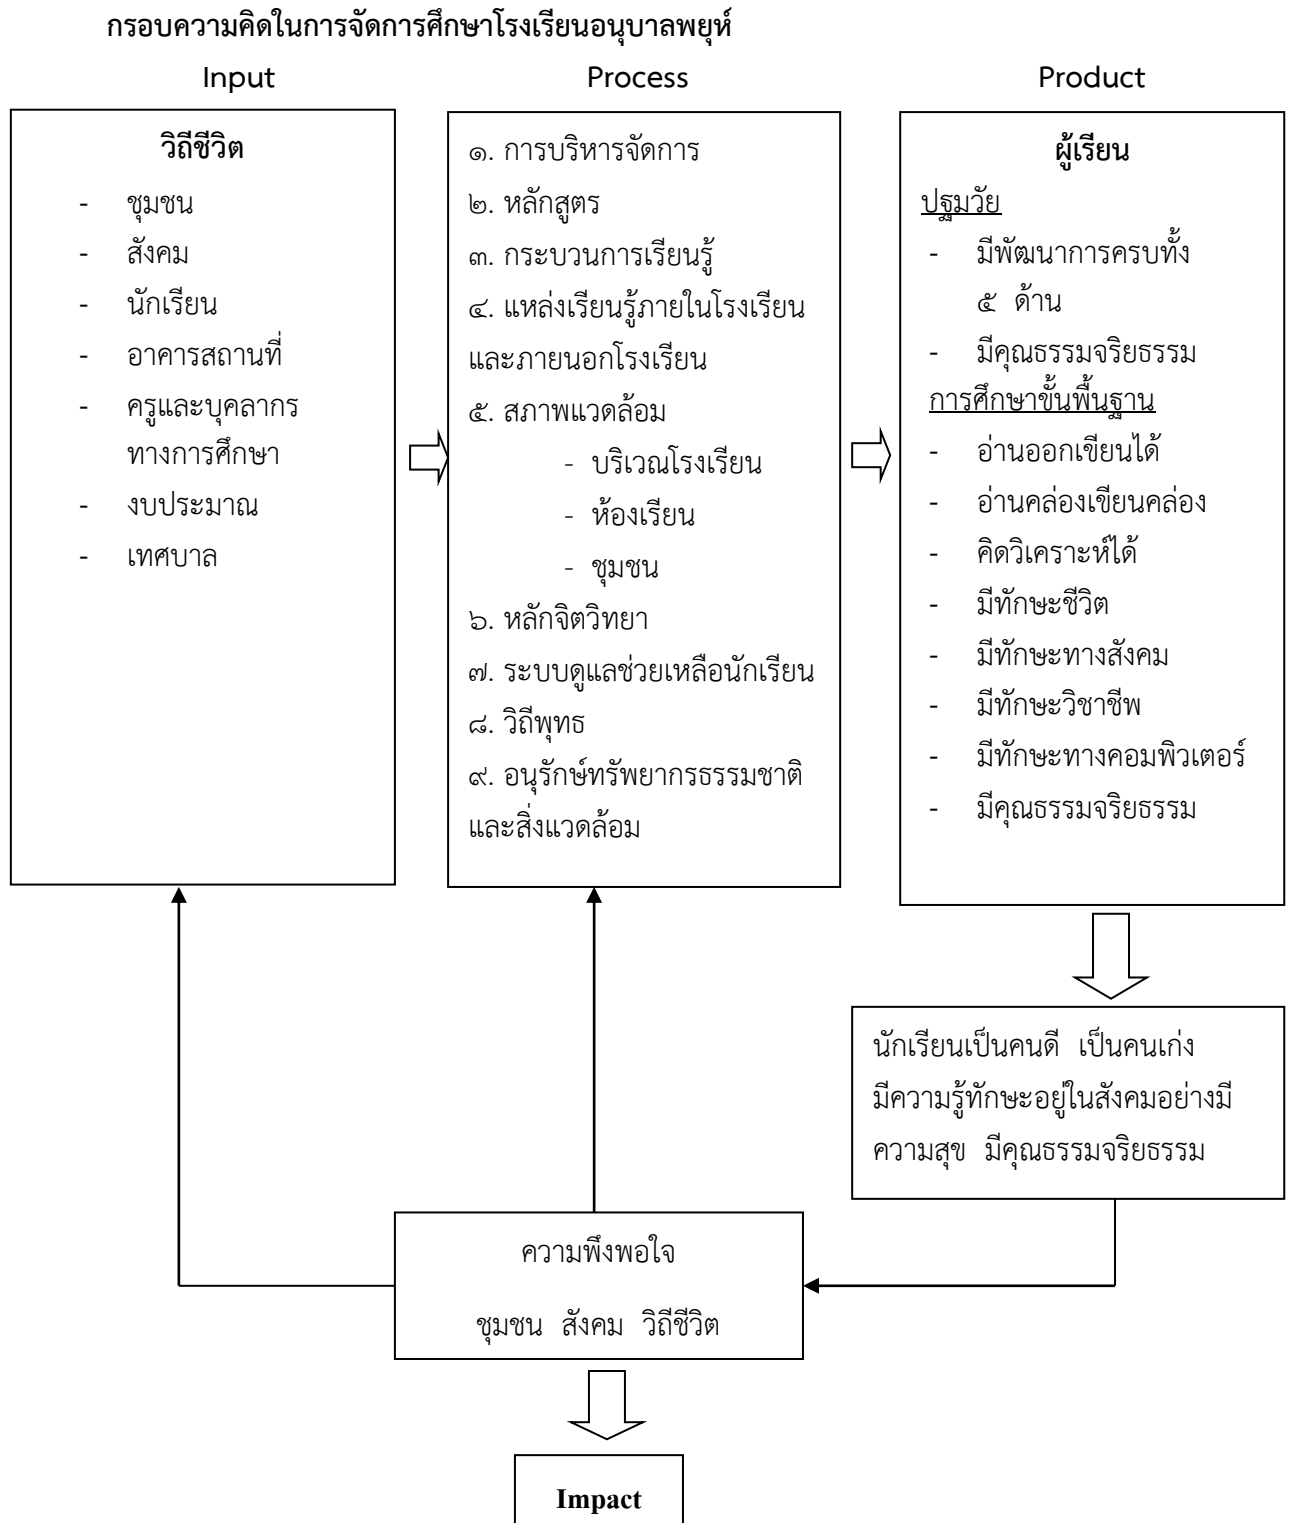 กรอบความคิดในการจัดการศึกษาโรงเรียนอนุบาลพยุห์
Input
Process
Product
วิถีชีวิต
- ชุมชน
- สังคม
- นักเรียน
- อาคารสถานที่
- ครูและบุคลากร
ทางการศึกษา
- งบประมาณ
- เทศบาล
๑. การบริหารจัดการ
๒. หลักสูตร
๓. กระบวนการเรียนรู้
๔. แหล่งเรียนรู้ภายในโรงเรียน
และภายนอกโรงเรียน
๕. สภาพแวดล้อม
- บริเวณโรงเรียน
- ห้องเรียน
- ชุมชน
๖. หลักจิตวิทยา
๗. ระบบดูแลช่วยเหลือนักเรียน
๘. วิถีพุทธ
๙. อนุรักษ์ทรัพยากรธรรมชาติ
และสิ่งแวดล้อม
ผู้เรียน
ปฐมวัย
- มีพัฒนาการครบทั้ง
๕ ด้าน
- มีคุณธรรมจริยธรรม
การศึกษาขั้นพื้นฐาน
- อ่านออกเขียนได้
- อ่านคล่องเขียนคล่อง
- คิดวิเคราะห์ได้
- มีทักษะชีวิต
- มีทักษะทางสังคม
- มีทักษะวิชาชีพ
- มีทักษะทางคอมพิวเตอร์
- มีคุณธรรมจริยธรรม
นักเรียนเป็นคนดี เป็นคนเก่ง
มีความรู้ทักษะอยู่ในสังคมอย่างมี
ความสุข มีคุณธรรมจริยธรรม
ความพึงพอใจ
ชุมชน สังคม วิถีชีวิต
Impact